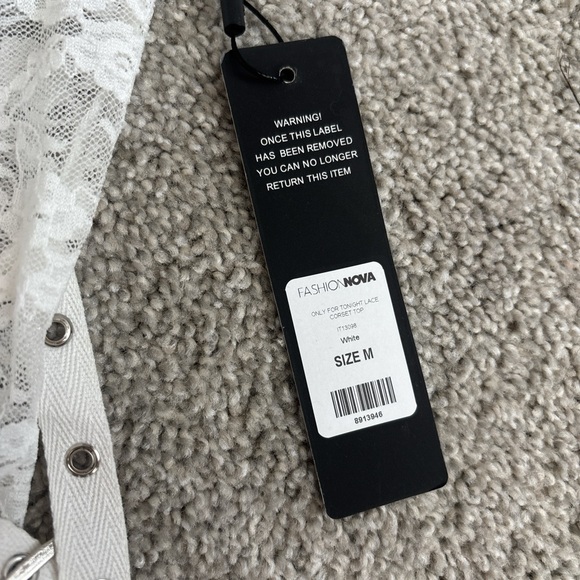 WARNING!
ONCE THIS LABEL
HAS BEEN REMOVED
YOU CAN NO LONGER
RETURN THIS ITEM
FASHIONNOVA
ONLY FOR TONIGHT LACE
CORSET TOP
IT13098
White
SIZE M
8913946